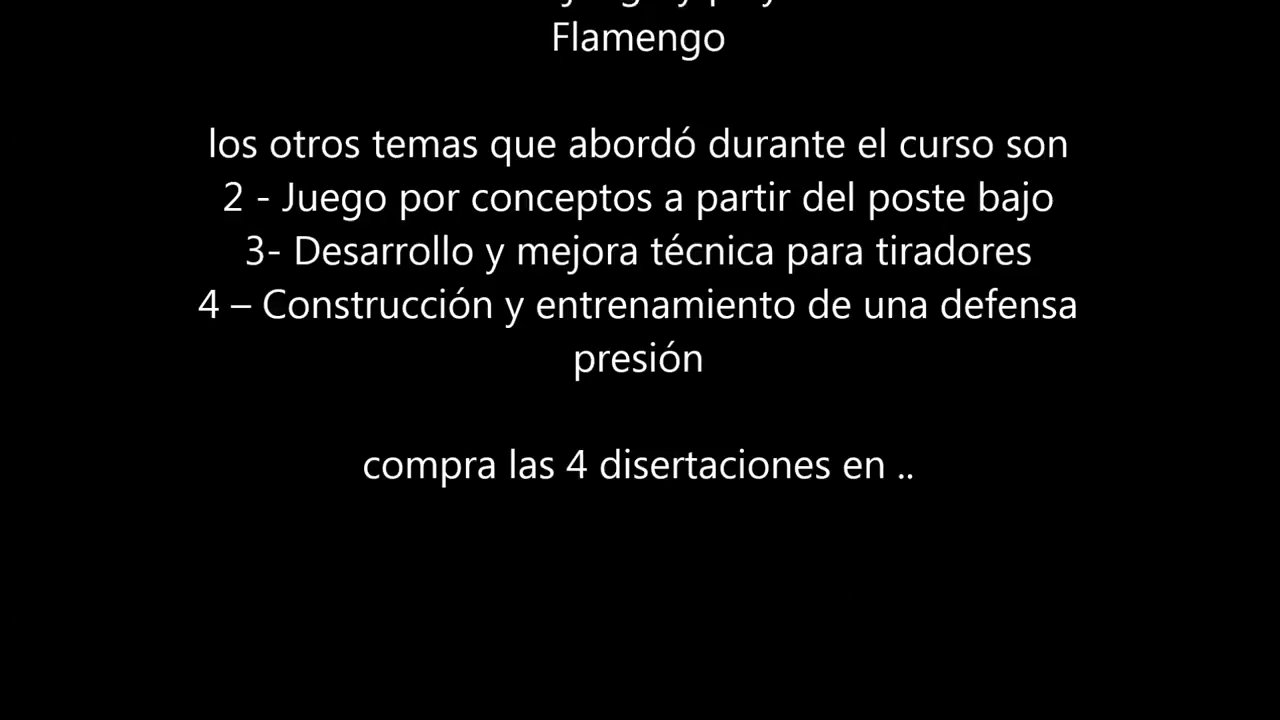 Flamengo
los otros temas que abordó durante el curso son
2 - Juego por conceptos a partir del poste bajo
3- Desarrollo y mejora técnica para tiradores
4 – Construcción y entrenamiento de una defensa
presión
compra las 4 disertaciones en ..